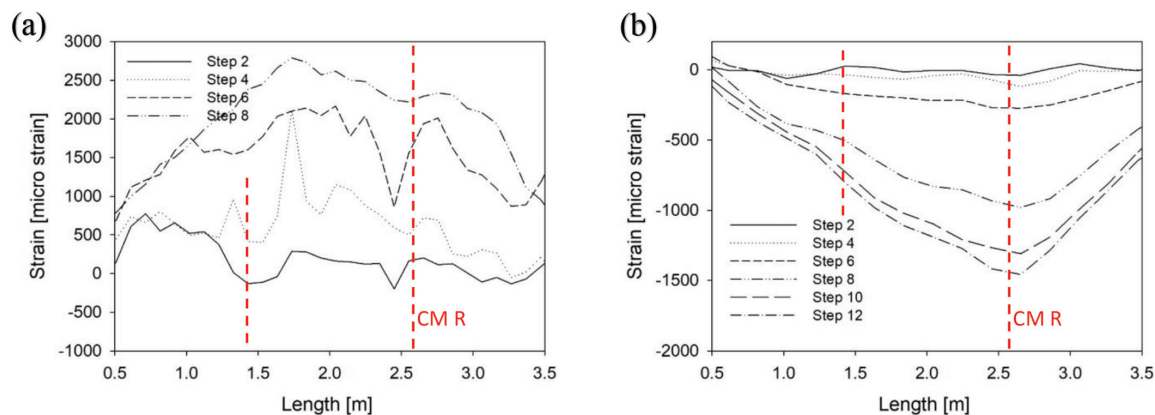 (a)
3000
2500
2000
1500
1000
500
0
-500
-1000
Strain [micro strain]
Step 2
Step 4
Step 6
Step 8
CM R
0.5 1.0 1.5 2.0 2.5 3.0 3.5
Length [m]
(b)
0
-500
-1000
-1500
-2000
Strain [micro strain]
Step 2
Step 4
Step 6
Step 8
Step 10
Step 12
CM R
0.5 1.0 1.5 2.0 2.5 3.0 3.5
Length [m]